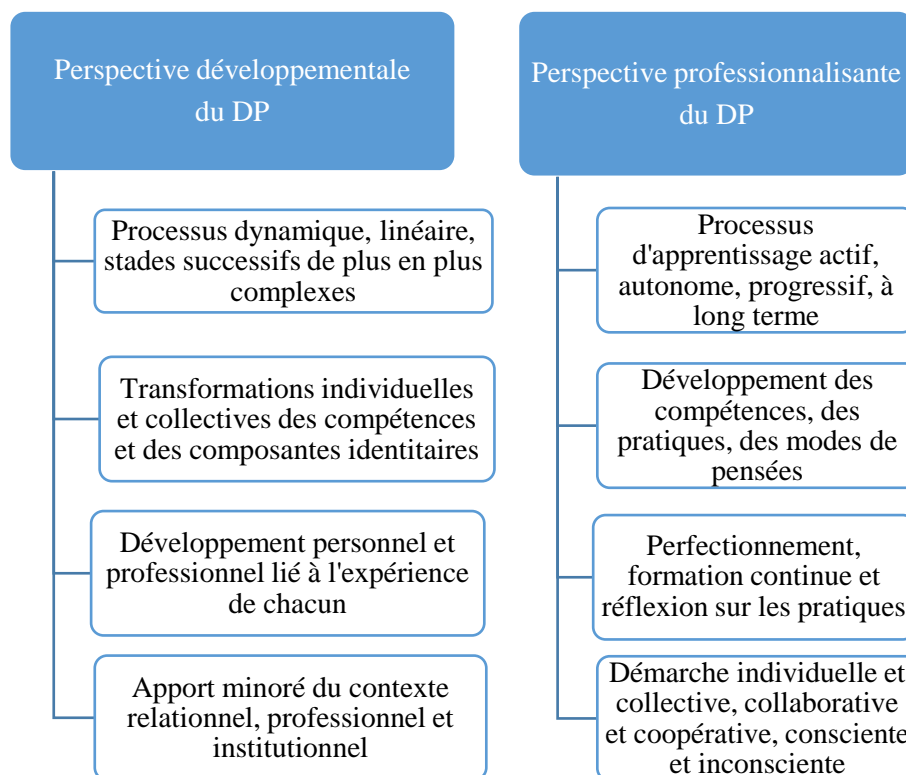 Perspective développementale
du DP
Processus dynamique, linéaire,
stades successifs de plus en plus
complexes
Transformations individuelles
et collectives des compétences
et des composantes identitaires
Développement personnel et
professionnel lié à l'expérience
de chacun
Apport minoré du contexte
relationnel, professionnel et
institutionnel
Perspective professionnalisante
du DP
Processus
d'apprentissage actif,
autonome, progressif, à
long terme
Développement des
compétences, des
pratiques, des modes de
pensées
Perfectionnement,
formation continue et
réflexion sur les pratiques
Démarche individuelle et
collective, collaborative
et coopérative, consciente
et inconsciente